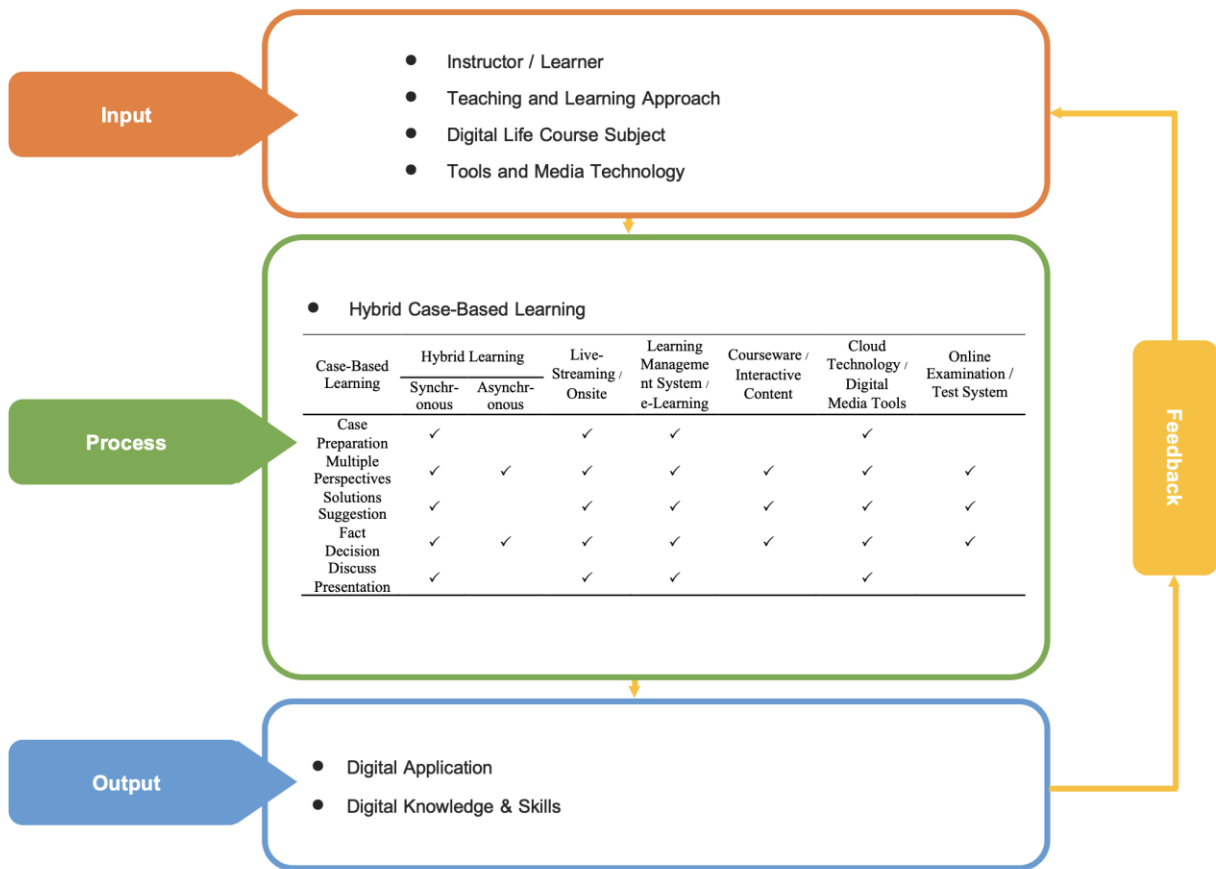 Input
● Instructor / Learner
● Teaching and Learning Approach
● Digital Life Course Subject
● Tools and Media Technology
Process
● Hybrid Case-Based Learning
Case-Based
Learning
Hybrid Learning
Synchr-
onous
Asynchr-
onous
Live-
Streaming /
Onsite
Learning
Manageme
nt System /
e-Learning
Courseware /
Interactive
Content
Cloud
Technology /
Digital
Media Tools
Online
Examination /
Test System
Case
Preparation
✓ ✓ ✓ ✓
Multiple
Perspectives
✓ ✓ ✓ ✓ ✓ ✓ ✓
Solutions
Suggestion
✓ ✓ ✓ ✓ ✓ ✓
Fact
Decision
✓ ✓ ✓ ✓ ✓ ✓ ✓
Discuss
Presentation
✓ ✓ ✓ ✓
Output
● Digital Application
● Digital Knowledge & Skills
Feedback